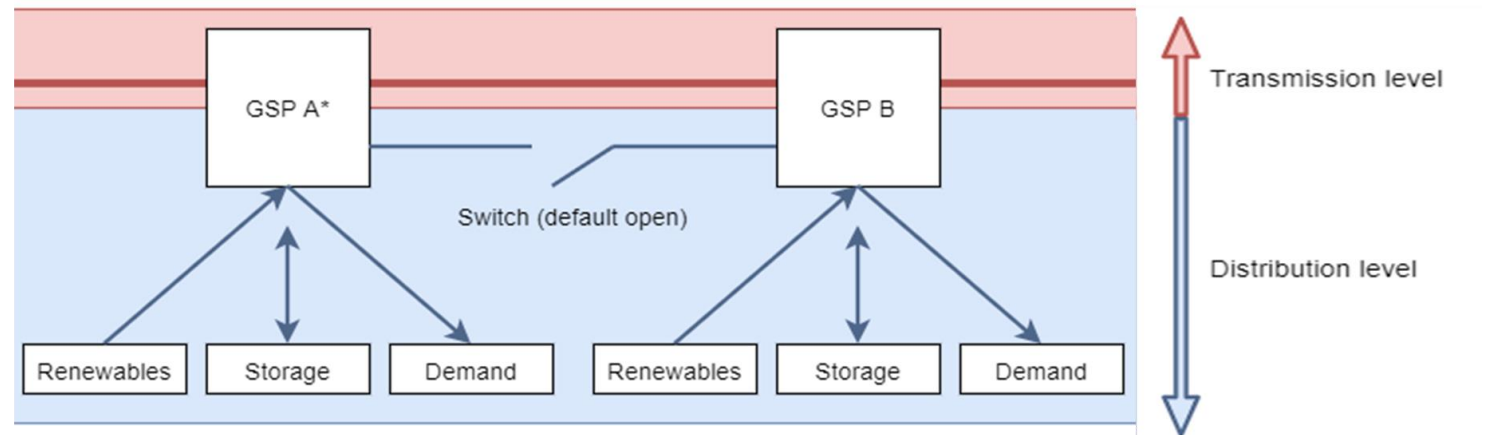 GSP A*
GSP B
Transmission level
Switch (default open)
Distribution level
Renewables
Storage
Demand
Renewables
Storage
Demand